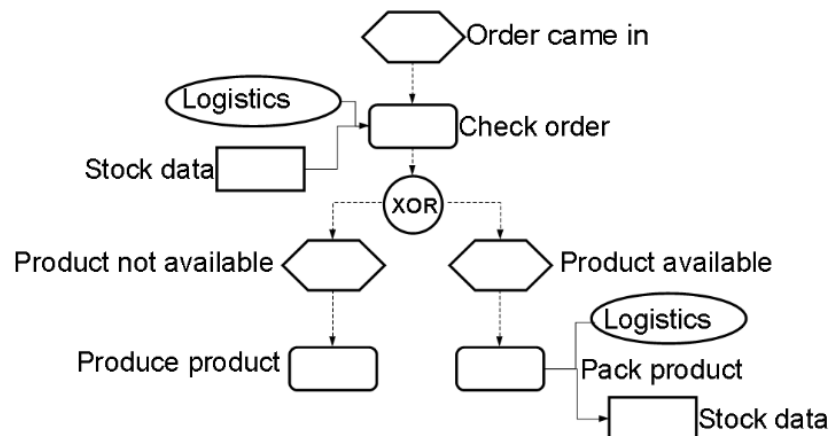 Order came in
Logistics
Check order
Stock data
XOR
Product not available
Product available
Logistics
Produce product
Pack product
Stock data